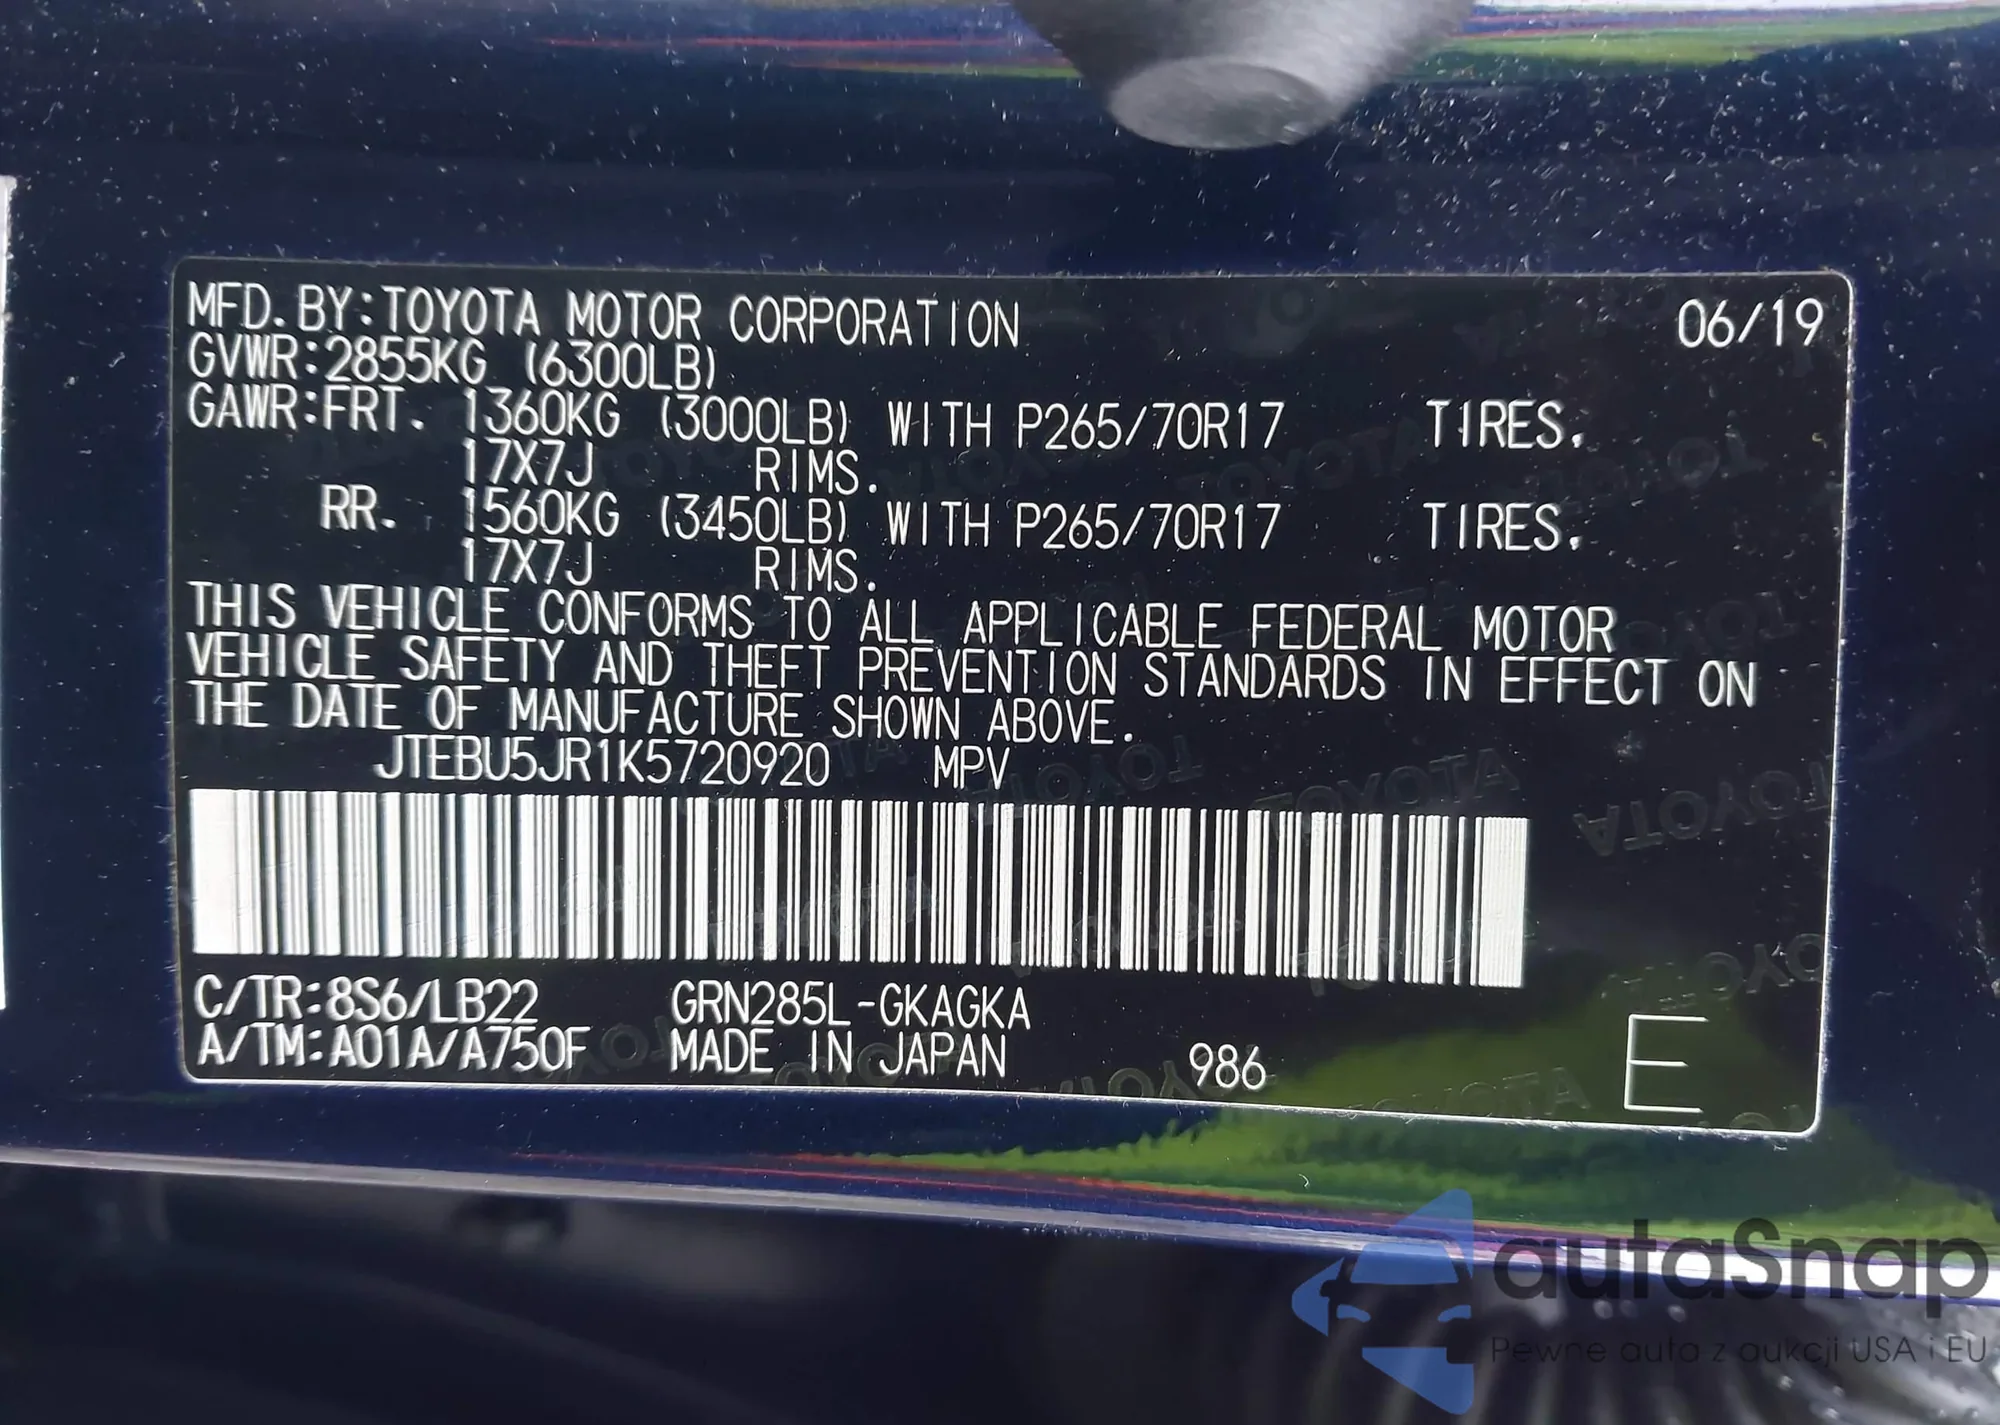 MFD.BY:TOYOTA MOTOR CORPORATION 06/19
GVWR:2855KG (6300LB)
GAWR:FRT. 1360KG (3000LB) WITH P265/70R17 TIRES.
17X7J RIMS.
RR. 1560KG (3450LB) WITH P265/70R17 TIRES.
17X7J RIMS.
THIS VEHICLE CONFORMS TO ALL APPLICABLE FEDERAL MOTOR
VEHICLE SAFETY AND THEFT PREVENTION STANDARDS IN EFFECT ON
THE DATE OF MANUFACTURE SHOWN ABOVE.
JTEBU5JR1K5720920 MPV
C/TR:8S6/LB22 GRN285L-GKAGKA
A/TM:A01A/A750F MADE IN JAPAN 986 E
autaSnap
Pewne auta z aukcji USA i EU